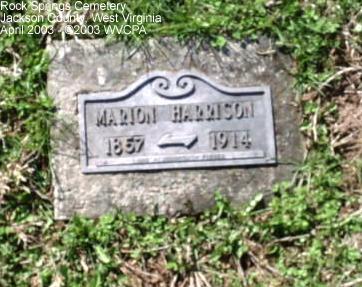 Rock Springs Cemetery
Jackson County, West Virginia
April 2003 - ©2003 WVCPA
MARION HARRISON
1857 1914